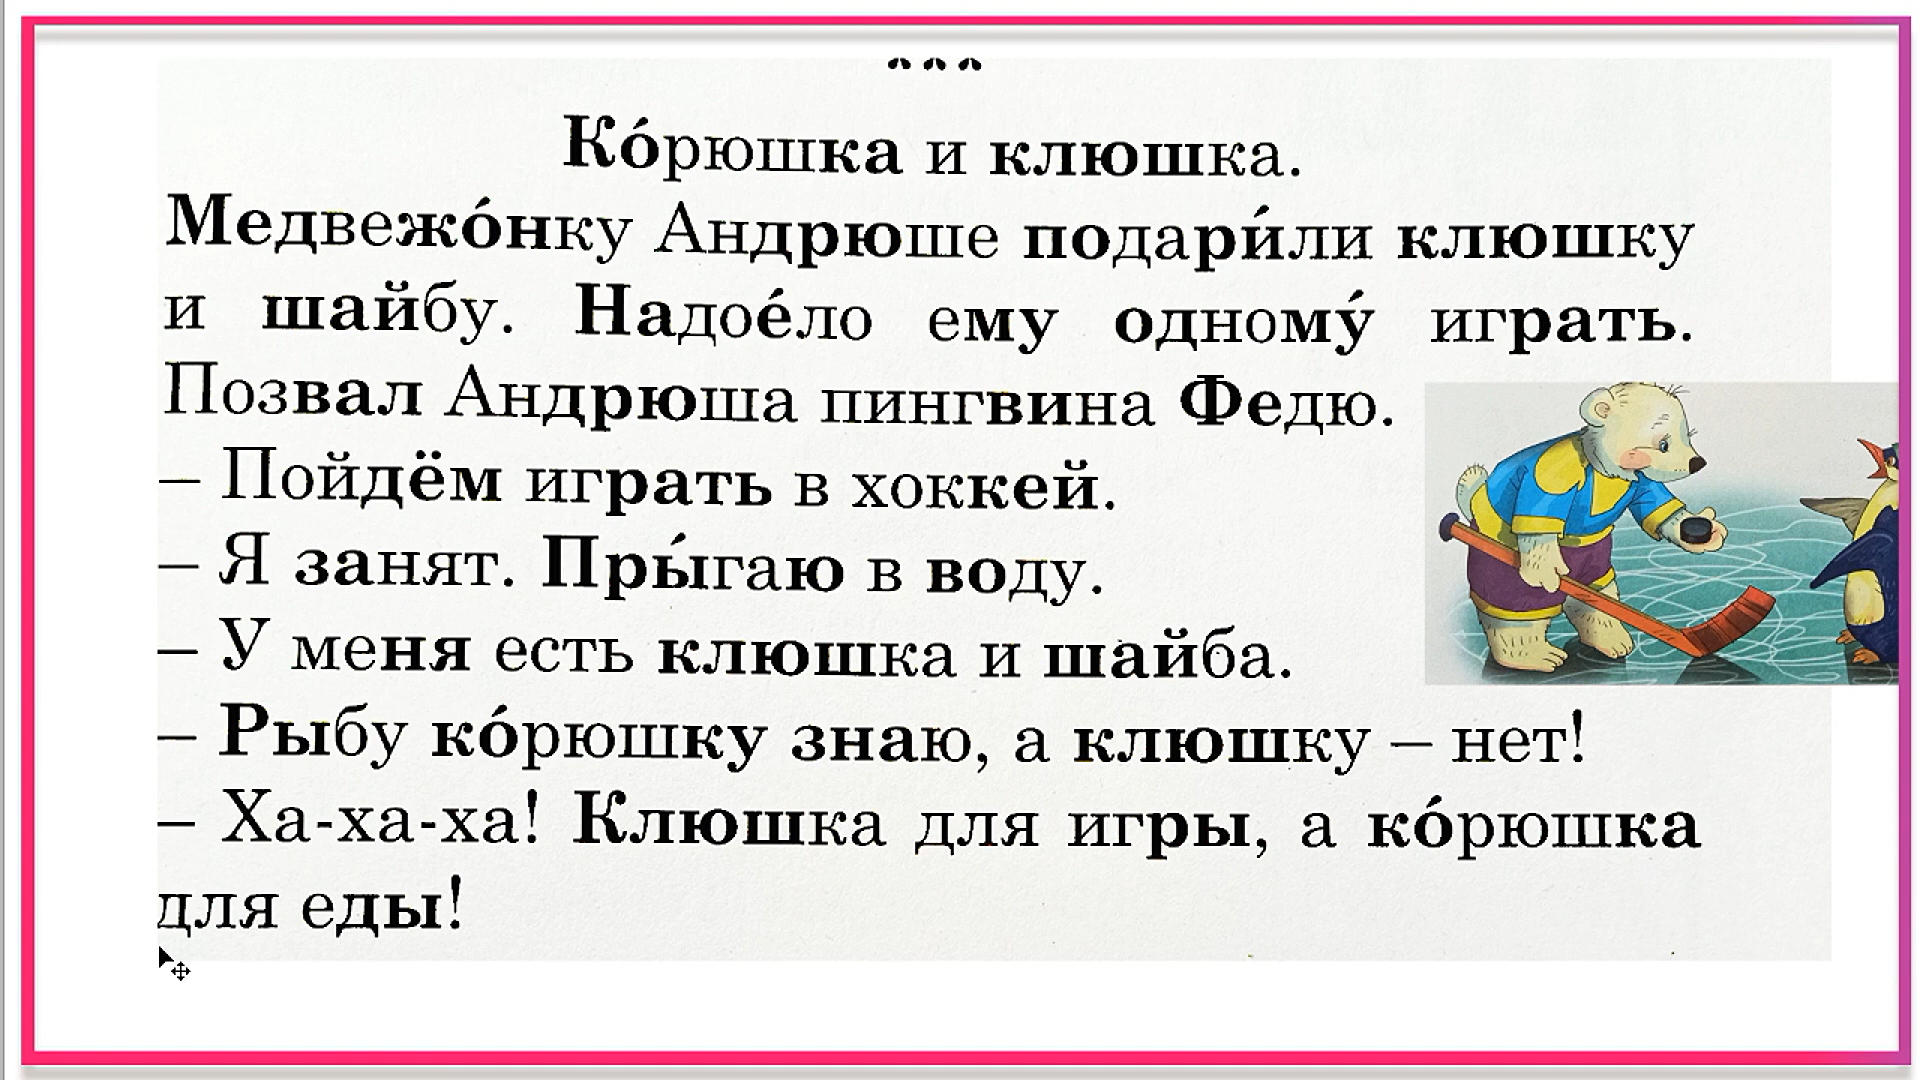 Ко́рюшка и клюшка.
Медвежо́нку Андрюше подари́ли клюшку
и шайбу. Надое́ло ему одному́ играть.
Позвал Андрюша пингвина Федю.
– Пойдём играть в хоккей.
– Я занят. Пры́гаю в воду.
– У меня есть клюшка и шайба.
– Рыбу ко́рюшку знаю, а клюшку – нет!
– Ха-ха-ха! Клюшка для игры, а ко́рюшка
для еды!